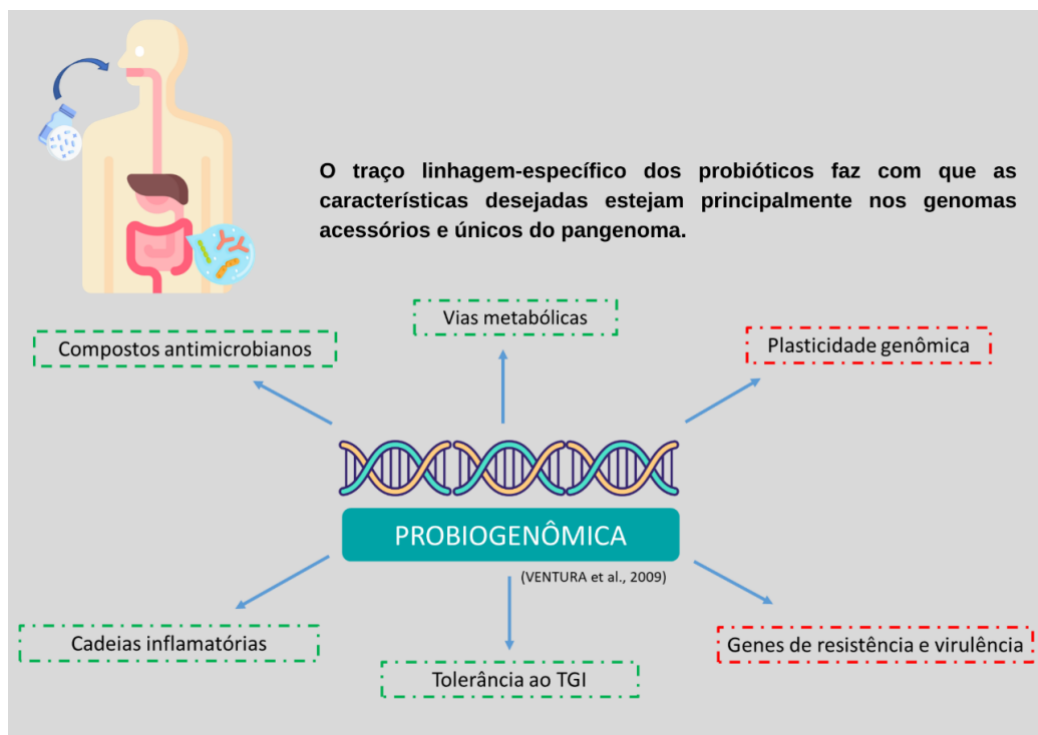 O traço linhagem-específico dos probióticos faz com que as
características desejadas estejam principalmente nos genomas
acessórios e únicos do pangenoma.
Vias metabólicas
Compostos antimicrobianos
Plasticidade genômica
PROBIOGENÔMICA
(VENTURA et al., 2009)
Cadeias inflamatórias
Genes de resistência e virulência
Tolerância ao TGI